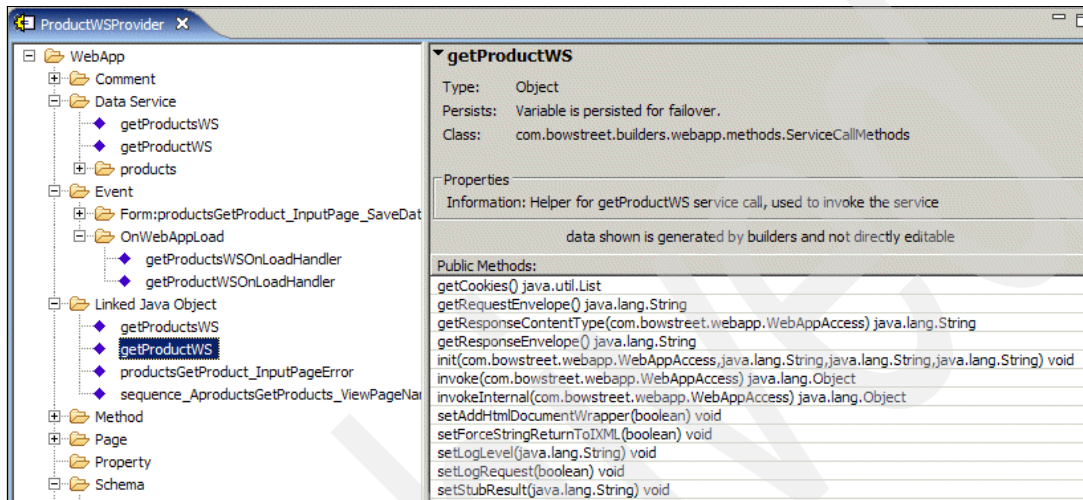 ProductWSProvider
WebApp
Comment
Data Service
getProductsWS
getProductWS
products
Event
Form:productsGetProduct_InputPage_SaveDat
OnWebAppLoad
getProductsWSOnLoadHandler
getProductWSOnLoadHandler
Linked Java Object
getProductsWS
getProductWS
productsGetProduct_InputPageError
sequence_AproductsGetProducts_ViewPageNar
Method
Page
Property
Schema
getProductWS
Type: Object
Persists: Variable is persisted for failover.
Class: com.bowstreet.builders.webapp.methods.ServiceCallMethods
Properties
Information: Helper for getProductWS service call, used to invoke the service
data shown is generated by builders and not directly editable
Public Methods:
getCookies() java.util.List
getRequestEnvelope() java.lang.String
getResponseContentType(com.bowstreet.webapp.WebAppAccess) java.lang.String
getResponseEnvelope() java.lang.String
init(com.bowstreet.webapp.WebAppAccess,java.lang.String,java.lang.String,java.lang.String) void
invoke(com.bowstreet.webapp.WebAppAccess) java.lang.Object
invokeInternal(com.bowstreet.webapp.WebAppAccess) java.lang.Object
setAddHtmlDocumentWrapper(boolean) void
setForceStringReturnToIXML(boolean) void
setLogLevel(java.lang.String) void
setLogRequest(boolean) void
setStubResult(java.lang.String) void